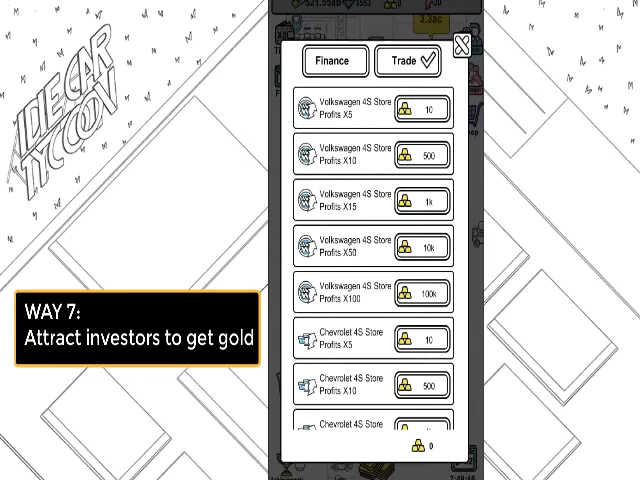 IDLE CAR
TYCOON
3.3ac
Finance
Trade
Volkswagen 4S Store
Profits X5
10
Volkswagen 4S Store
Profits X10
500
Volkswagen 4S Store
Profits X15
1k
Volkswagen 4S Store
Profits X50
10k
Volkswagen 4S Store
Profits X100
100k
Chevrolet 4S Store
Profits X5
10
Chevrolet 4S Store
Profits X10
500
Chevrolet 4S Store
0
WAY 7:
Attract investors to get gold